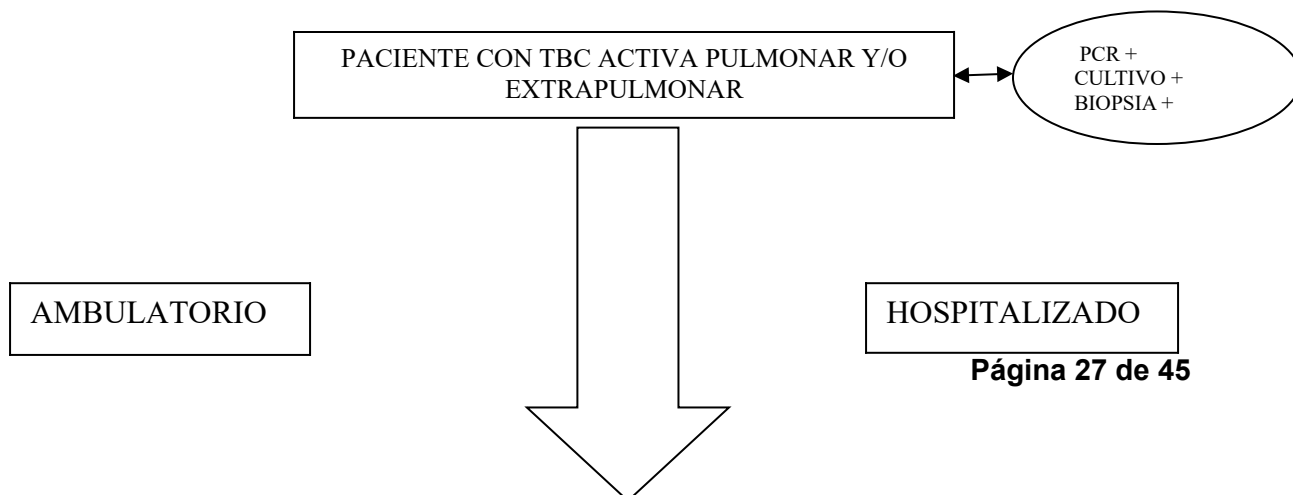 PACIENTE CON TBC ACTIVA PULMONAR Y/O
EXTRAPULMONAR
PCR +
CULTIVO +
BIOPSIA +
AMBULATORIO
HOSPITALIZADO
Página 27 de 45